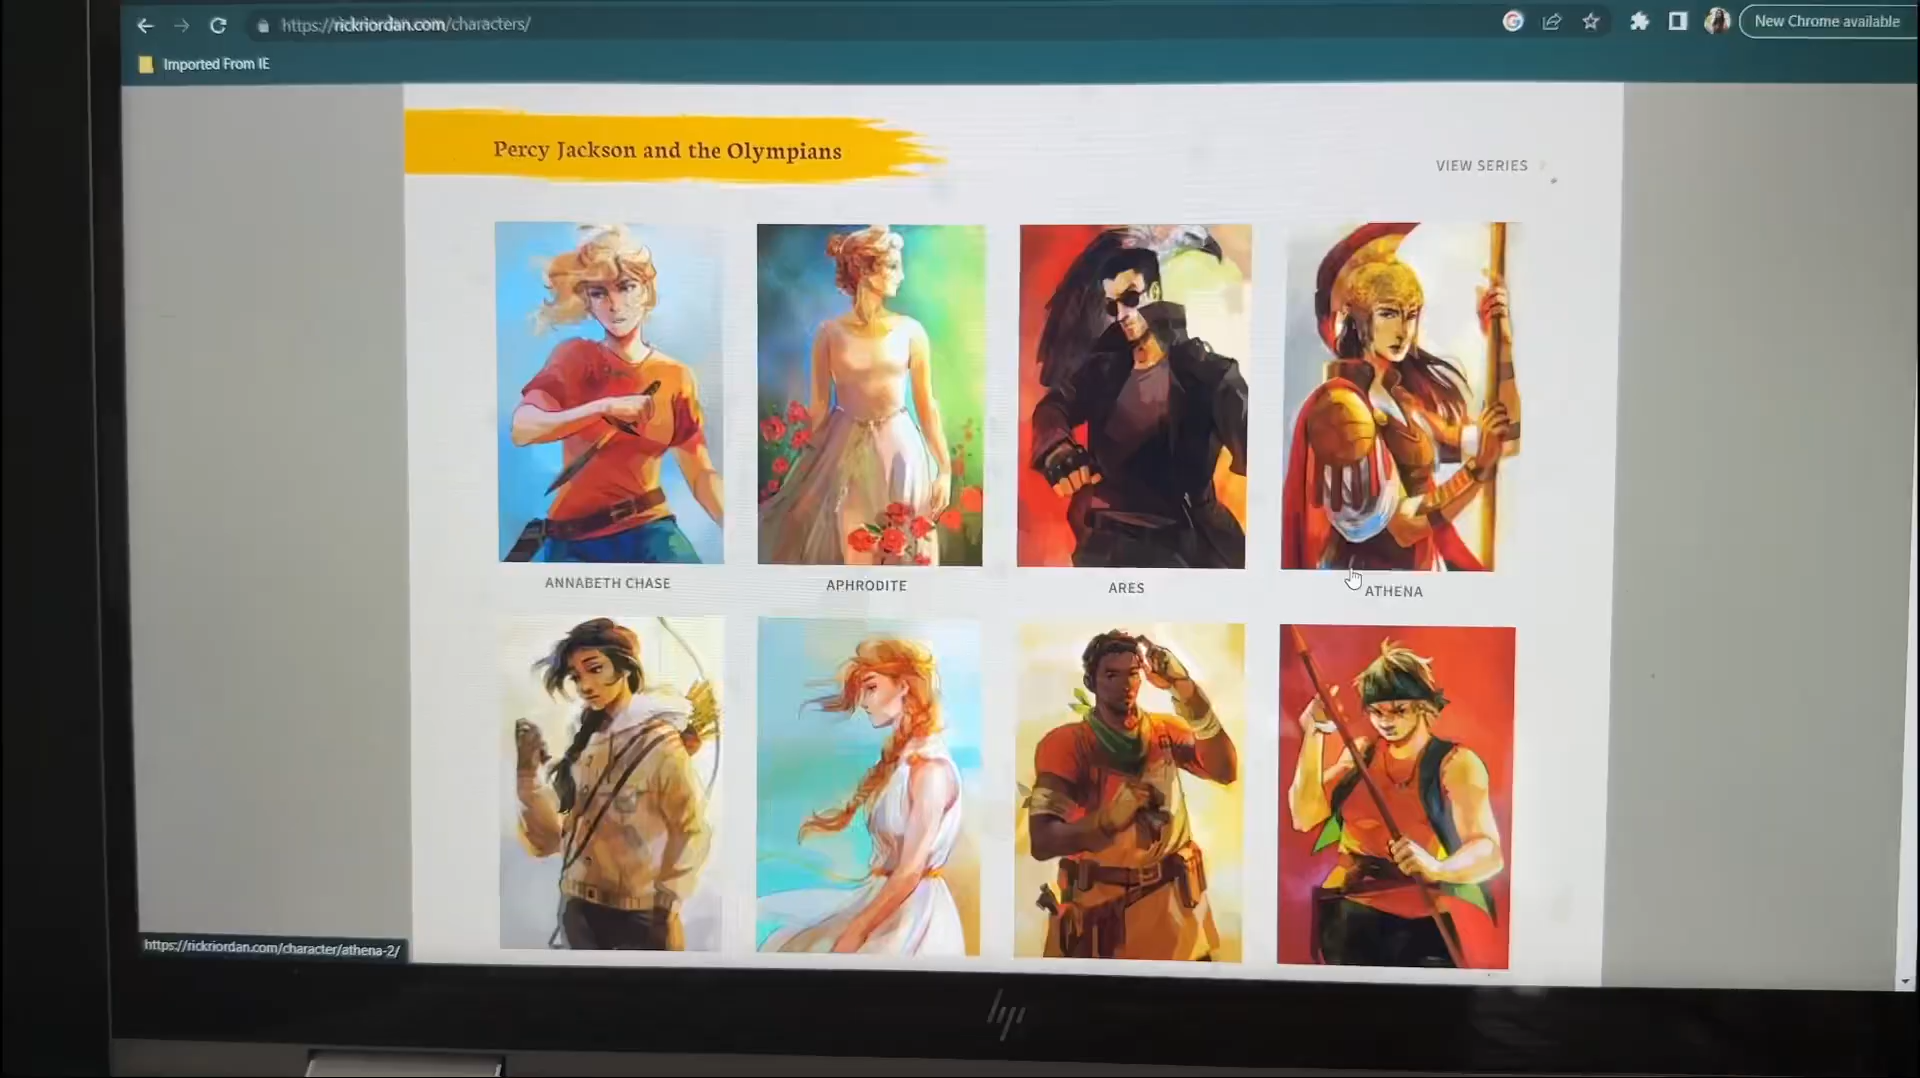 https://rickriordan.com/characters/
New Chrome available
Imported From IE
Percy Jackson and the Olympians
VIEW SERIES
ANNABETH CHASE
APHRODITE
ARES
ATHENA
https://rickriordan.com/character/athena-2/
hp